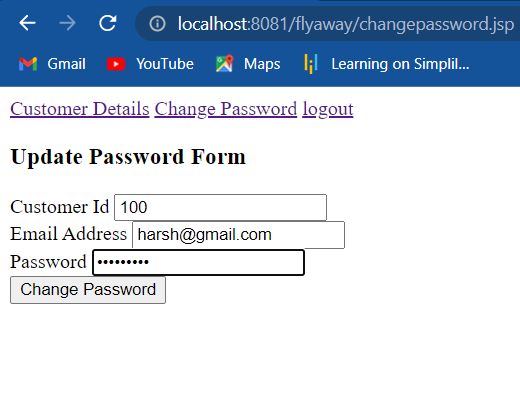 localhost:8081/flyaway/changepassword.jsp
Gmail YouTube Maps Learning on Simplil...
Customer Details Change Password logout
Update Password Form
Customer Id 100
Email Address harsh@gmail.com
Password •••••••••
Change Password